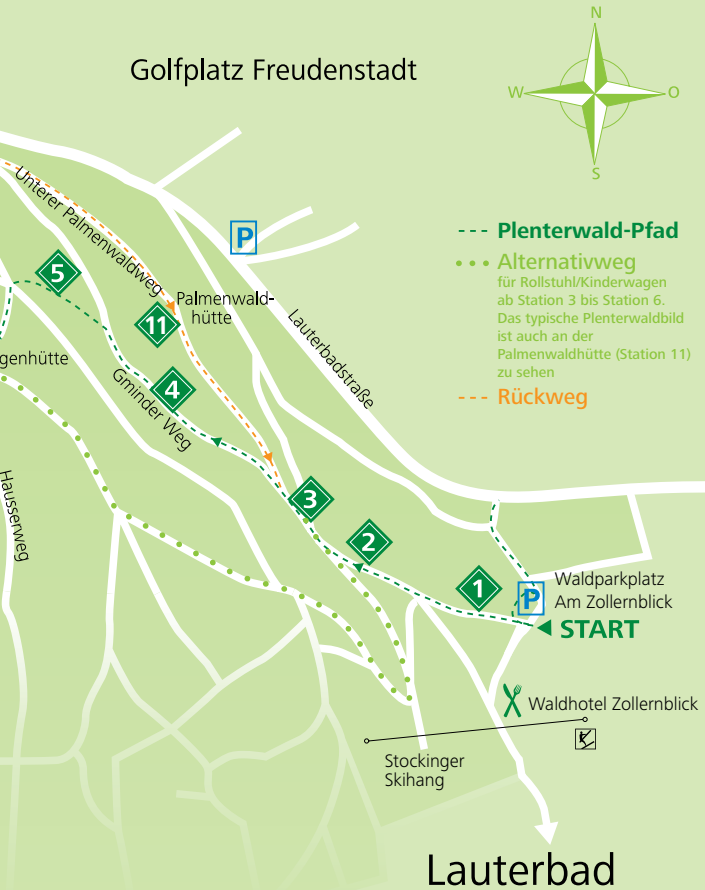 N
Golfplatz Freudenstadt
W
O
S
Unterer Palmenwaldweg
P
--- Plenterwald-Pfad
••• Alternativweg
für Rollstuhl/Kinderwagen
ab Station 3 bis Station 6.
Das typische Plenterwaldbild
ist auch an der
Palmenwaldhütte (Station 11)
zu sehen
--- Rückweg
5
Palmenwald-
hütte
11
Lauterbadstraße
genhütte
4
Gminder Weg
Hausserweg
3
2
1
P
Waldparkplatz
Am Zollernblick
START
Waldhotel Zollernblick
Stockinger
Skihang
Lauterbad